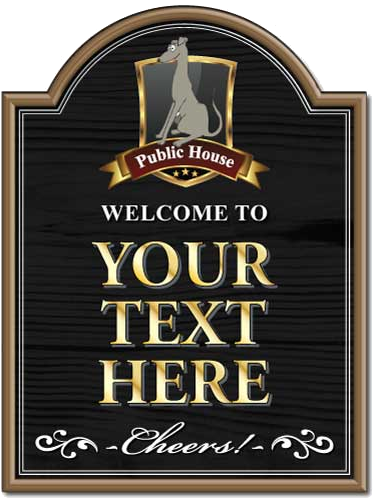 Public House
WELCOME TO
YOUR
TEXT
HERE
~Cheers!~